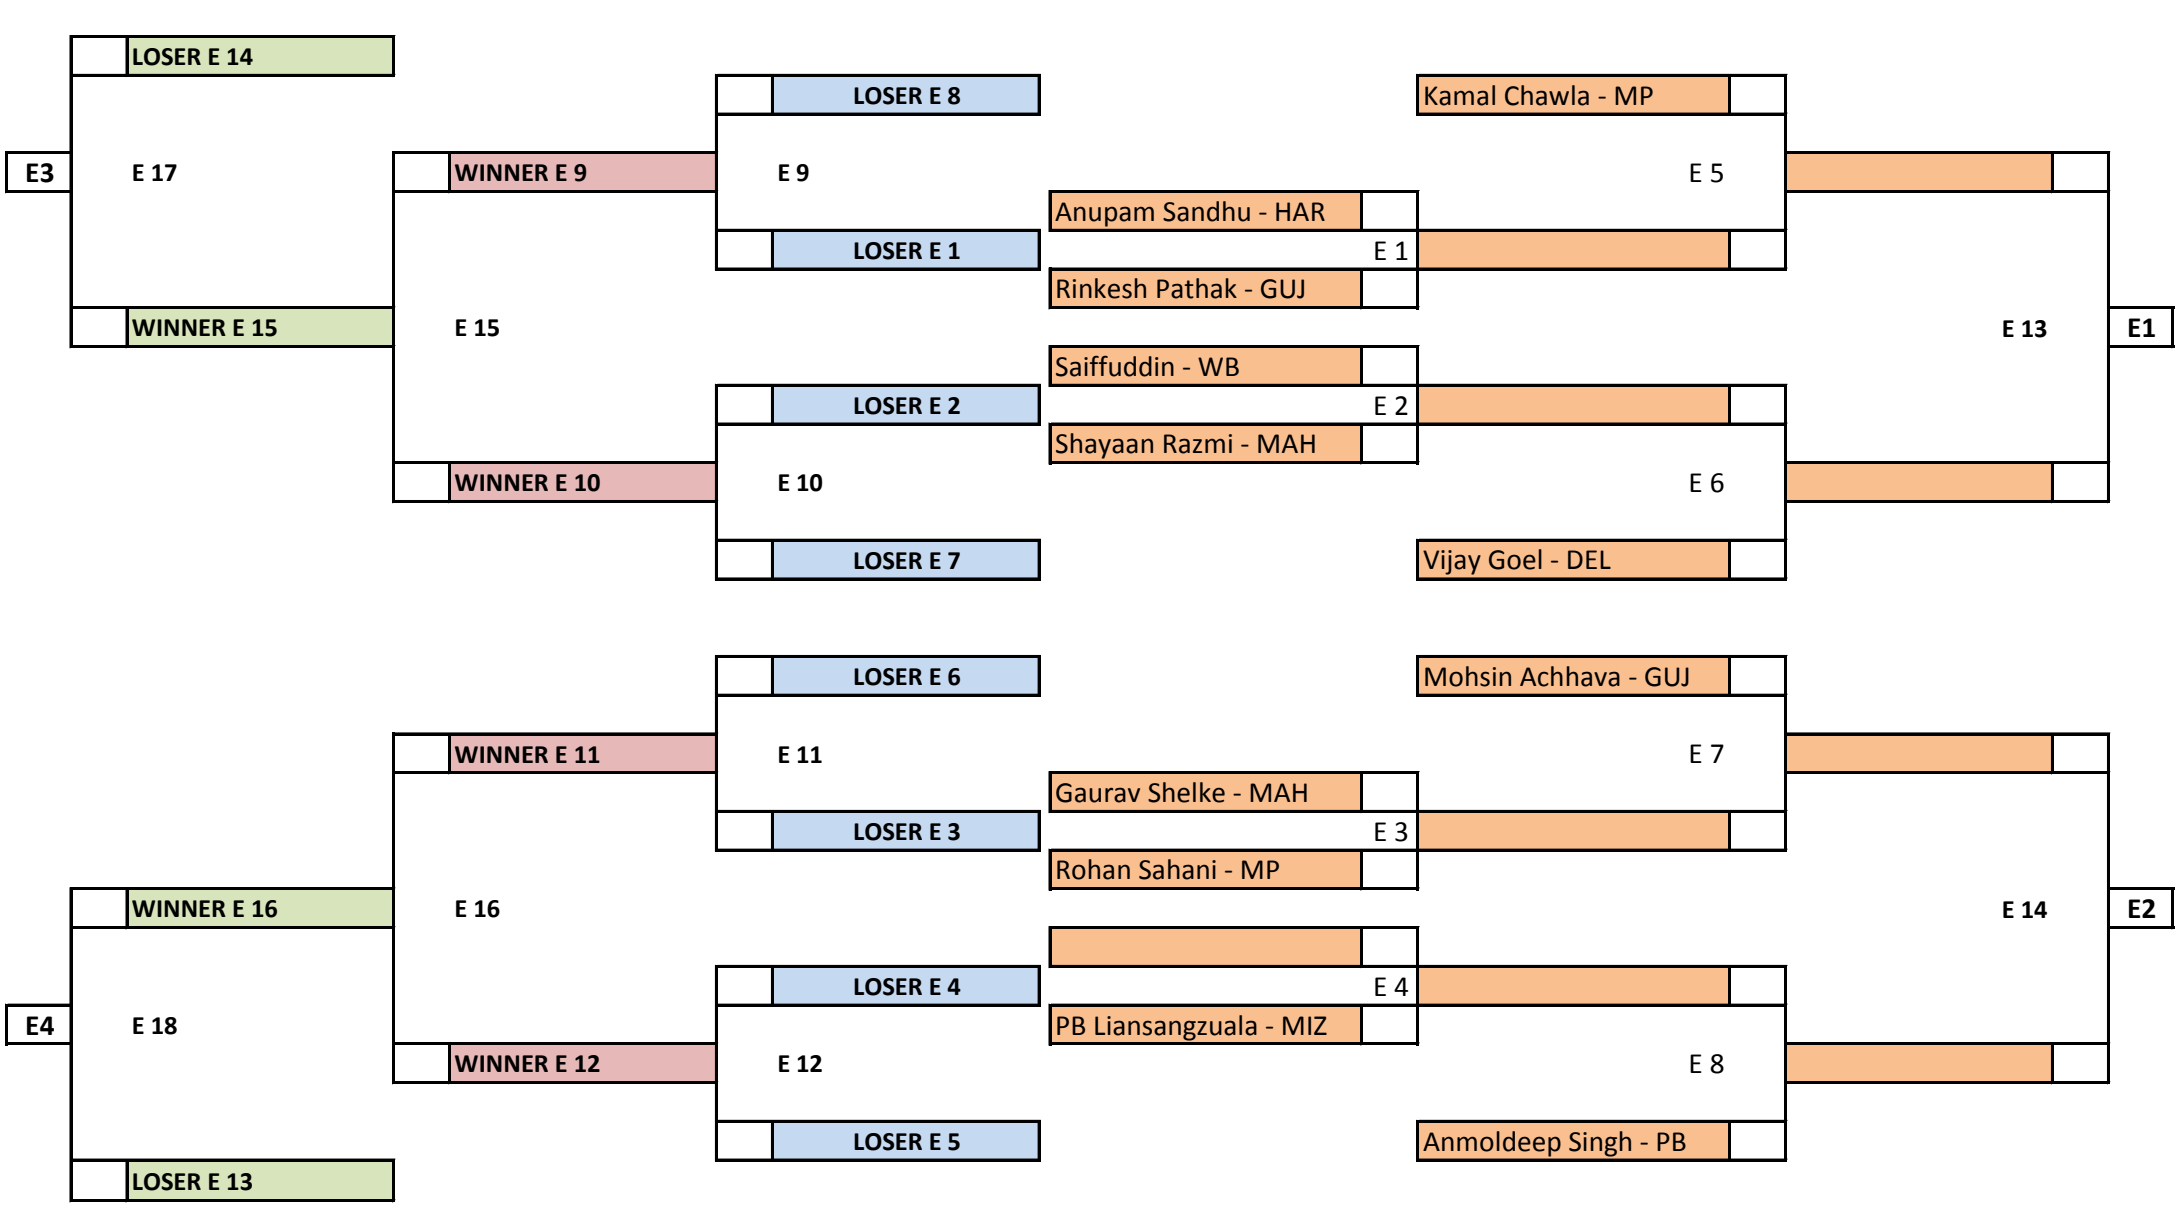 LOSER E 14
LOSER E 8
Kamal Chawla - MP
E3
E 17
WINNER E 9
E 9
E 5
Anupam Sandhu - HAR
LOSER E 1
E 1
Rinkesh Pathak - GUJ
WINNER E 15
E 15
E 13
E1
Saiffuddin - WB
LOSER E 2
E 2
Shayaan Razmi - MAH
WINNER E 10
E 10
E 6
LOSER E 7
Vijay Goel - DEL
LOSER E 6
Mohsin Achhava - GUJ
WINNER E 11
E 11
E 7
Gaurav Shelke - MAH
LOSER E 3
E 3
Rohan Sahani - MP
WINNER E 16
E 16
E 14
E2
LOSER E 4
E 4
E4
E 18
PB Liansangzuala - MIZ
WINNER E 12
E 12
E 8
LOSER E 5
Anmoldeep Singh - PB
LOSER E 13